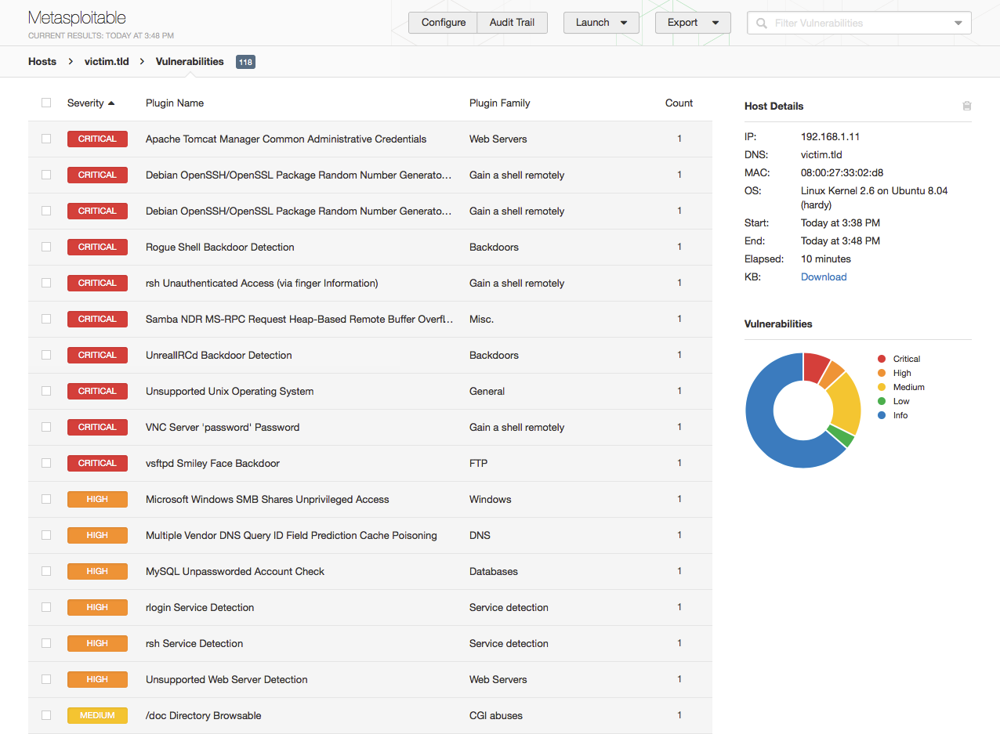 Metasploitable
CURRENT RESULTS: TODAY AT 3:48 PM
Configure Audit Trail Launch Export Filter Vulnerabilities
Hosts > victim.tld > Vulnerabilities 118
Severity Plugin Name Plugin Family Count
CRITICAL Apache Tomcat Manager Common Administrative Credentials Web Servers 1
CRITICAL Debian OpenSSH/OpenSSL Package Random Number Generato... Gain a shell remotely 1
CRITICAL Debian OpenSSH/OpenSSL Package Random Number Generato... Gain a shell remotely 1
CRITICAL Rogue Shell Backdoor Detection Backdoors 1
CRITICAL rsh Unauthenticated Access (via finger Information) Gain a shell remotely 1
CRITICAL Samba NDR MS-RPC Request Heap-Based Remote Buffer Overfl... Misc. 1
CRITICAL UnrealIRCd Backdoor Detection Backdoors 1
CRITICAL Unsupported Unix Operating System General 1
CRITICAL VNC Server 'password' Password Gain a shell remotely 1
CRITICAL vsftpd Smiley Face Backdoor FTP 1
HIGH Microsoft Windows SMB Shares Unprivileged Access Windows 1
HIGH Multiple Vendor DNS Query ID Field Prediction Cache Poisoning DNS 1
HIGH MySQL Unpassworded Account Check Databases 1
HIGH rlogin Service Detection Service detection 1
HIGH rsh Service Detection Service detection 1
HIGH Unsupported Web Server Detection Web Servers 1
MEDIUM /doc Directory Browsable CGI abuses 1
Host Details
IP: 192.168.1.11
DNS: victim.tld
MAC: 08:00:27:33:02:d8
OS: Linux Kernel 2.6 on Ubuntu 8.04
(hardy)
Start: Today at 3:38 PM
End: Today at 3:48 PM
Elapsed: 10 minutes
KB: Download
Vulnerabilities
Critical
High
Medium
Low
Info